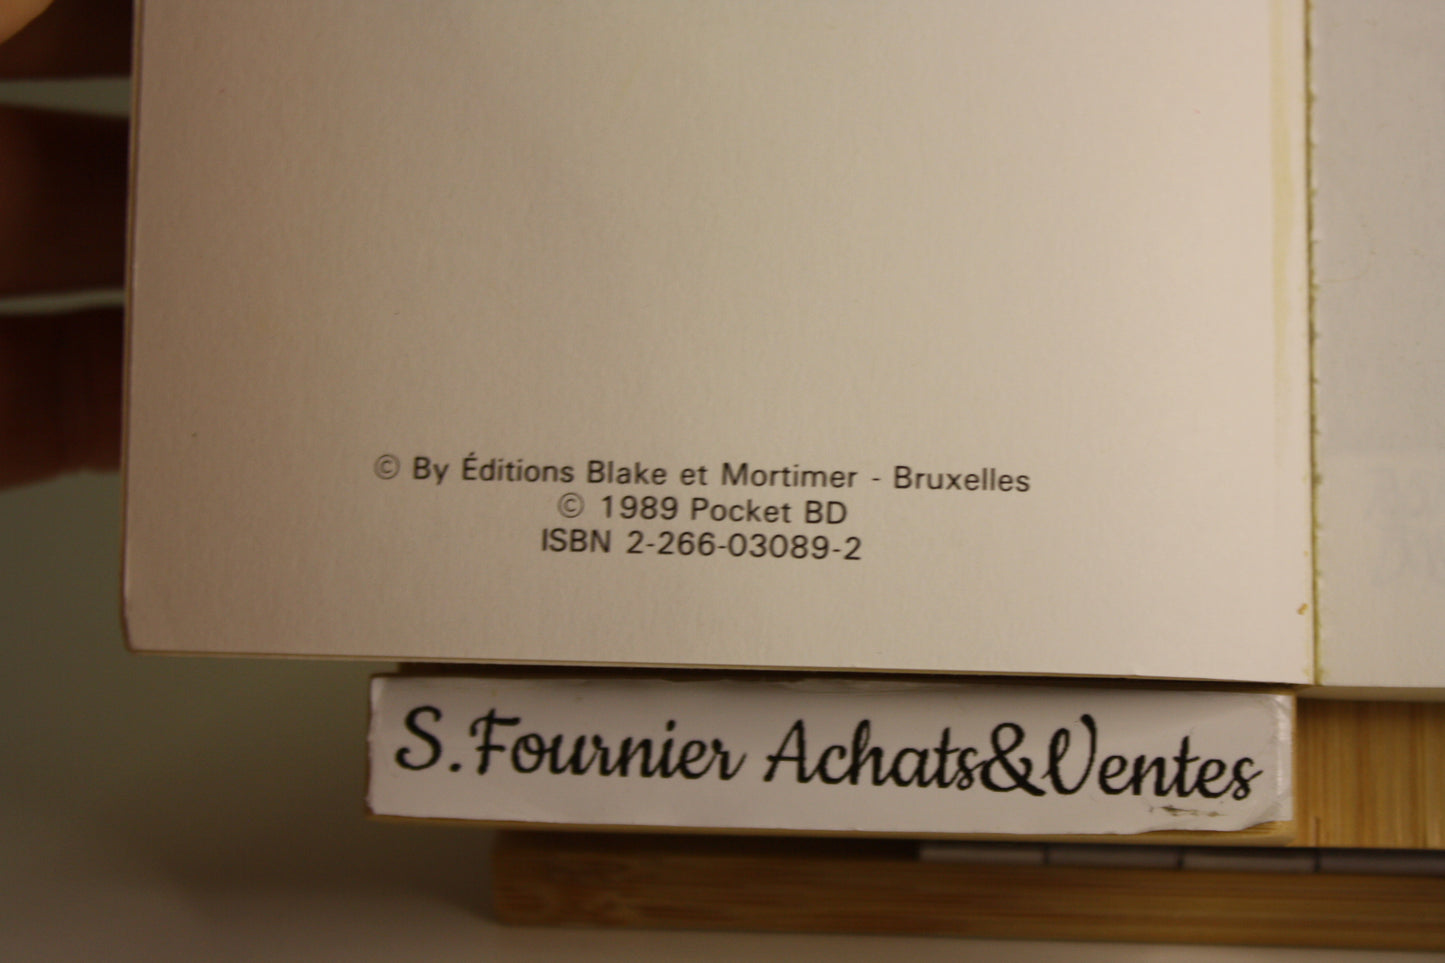 © By Éditions Blake et Mortimer - Bruxelles
© 1989 Pocket BD
ISBN 2-266-03089-2
S.Fournier Achats&Ventes